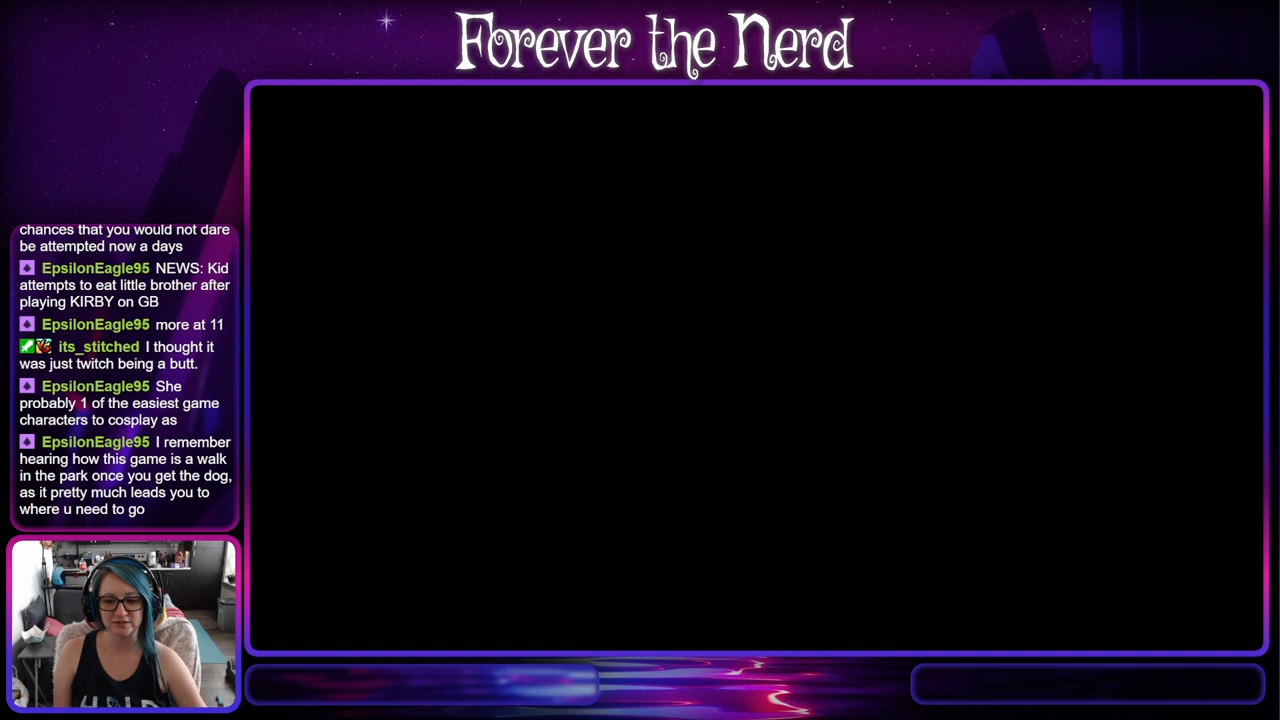 Forever the Nerd
chances that you would not dare
be attempted now a days
EpsilonEagle95 NEWS: Kid
attempts to eat little brother after
playing KIRBY on GB
EpsilonEagle95 more at 11
its_stitched I thought it
was just twitch being a butt.
EpsilonEagle95 She
probably 1 of the easiest game
characters to cosplay as
EpsilonEagle95 I remember
hearing how this game is a walk
in the park once you get the dog,
as it pretty much leads you to
where u need to go